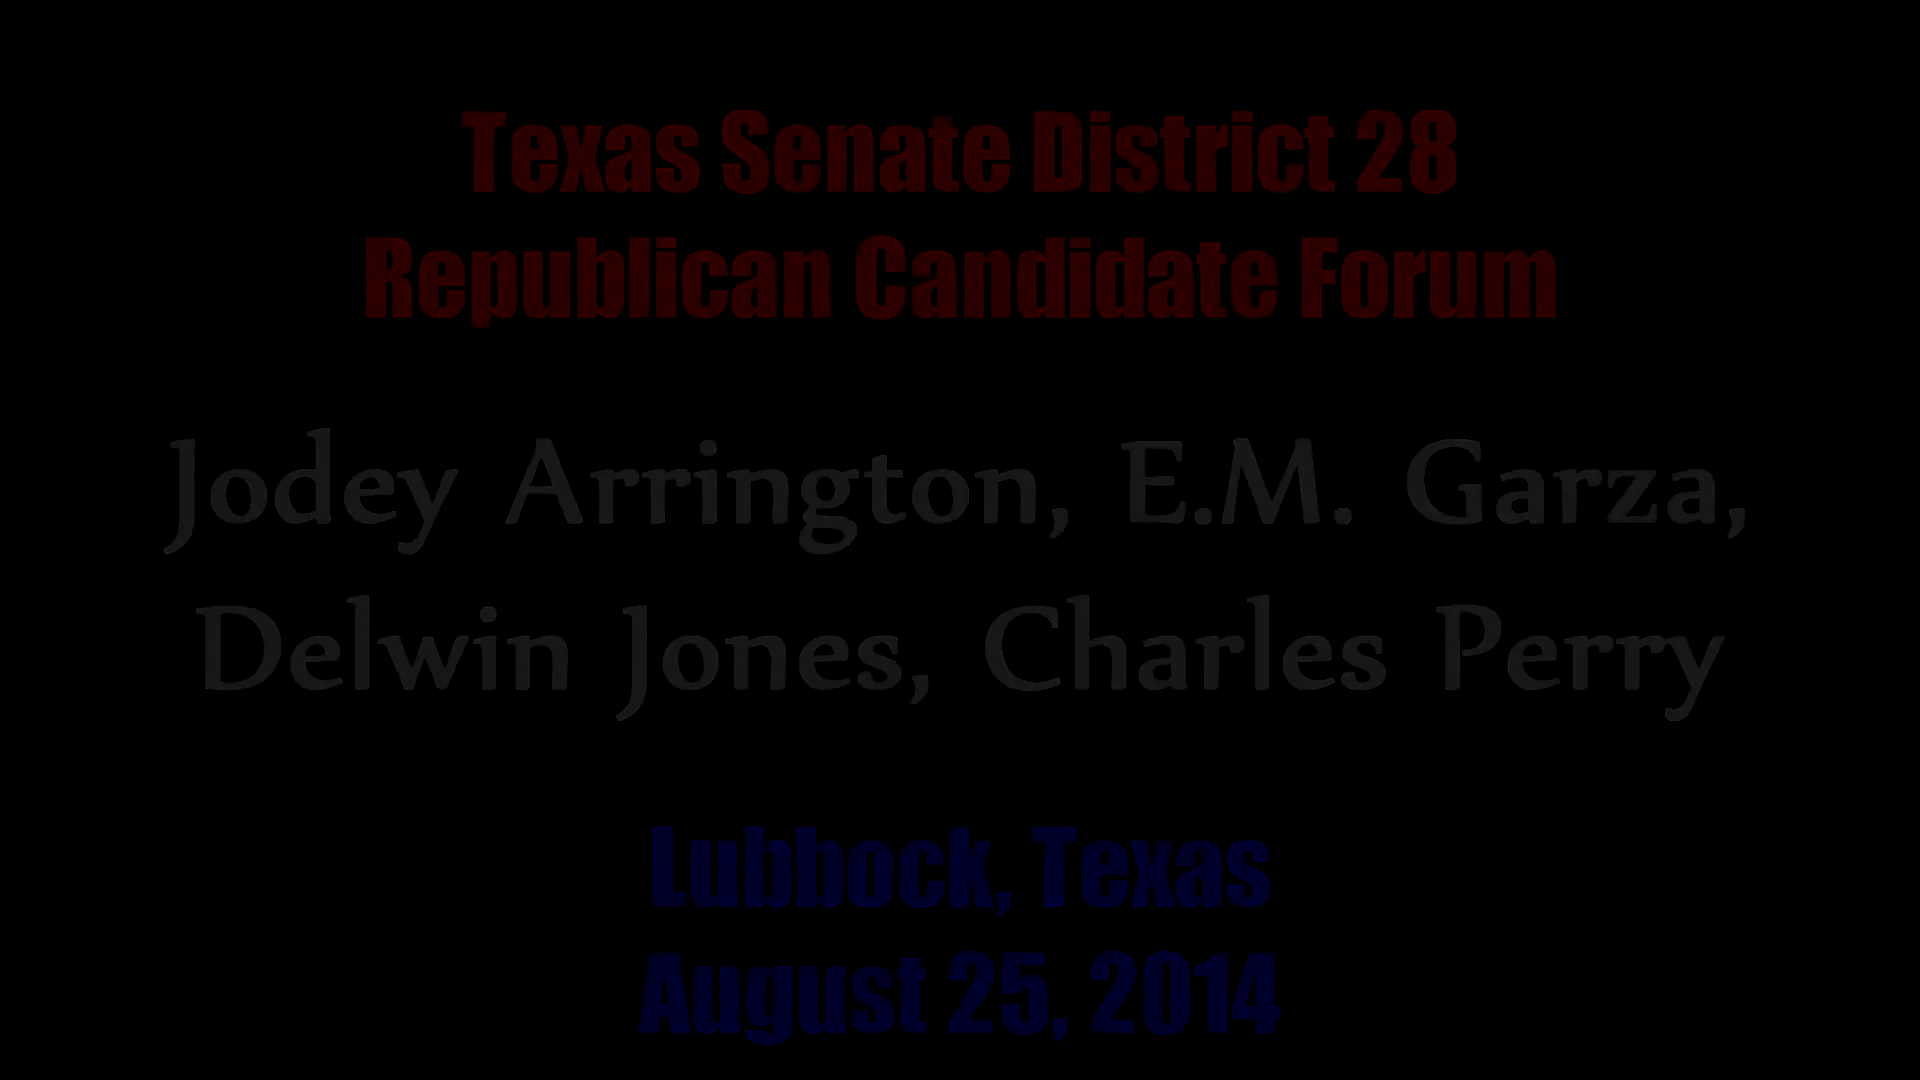 Texas Senate District 28
Republican Candidate Forum
Jodey Arrington, E.M. Garza,
Delwin Jones, Charles Perry
Lubbock, Texas
August 25, 2014